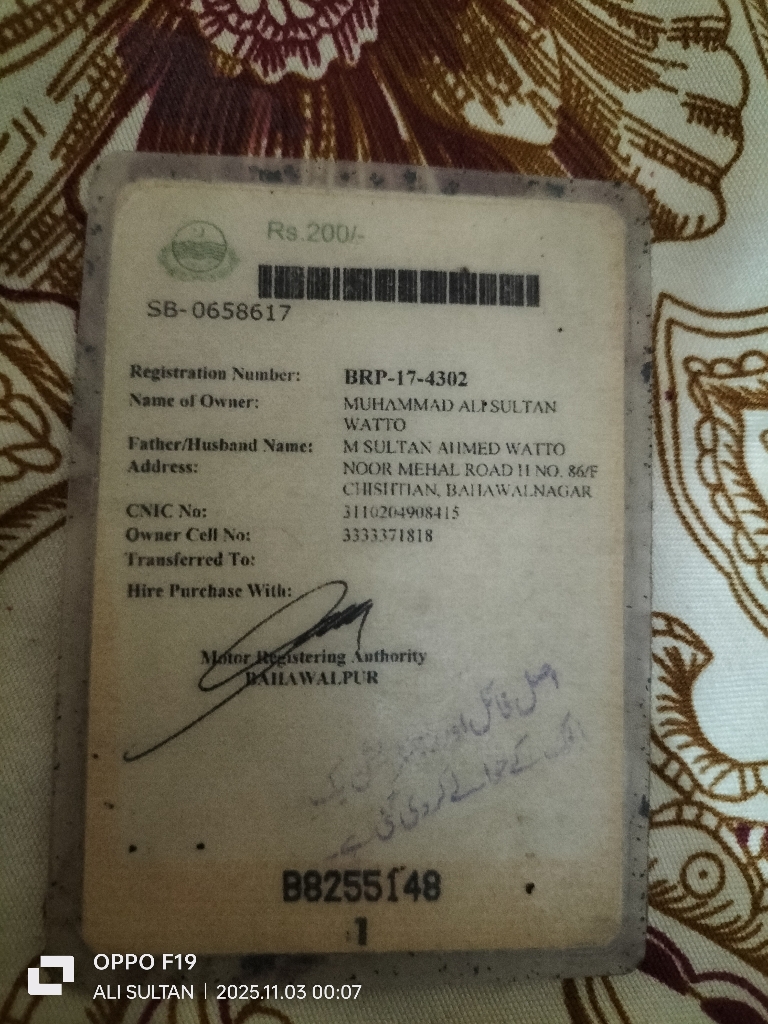 Rs.200/-
SB-0658617
Registration Number: BRP-17-4302
Name of Owner: MUHAMMAD ALI SULTAN
WATTO
Father/Husband Name: M SULTAN AHMED WATTO
Address: NOOR MEHAL ROAD H NO. 86/F
CHISHTIAN, BAHAWALNAGAR
CNIC No: 3110204908415
Owner Cell No: 3333371818
Transferred To:
Hire Purchase With:
Motor Registering Authority
BAHAWALPUR
اصل فائل اور رجسٹریشن بک
مالک کے حوالے کر دی گئی ہے۔
B8255148
1
OPPO F19
ALI SULTAN | 2025.11.03 00:07